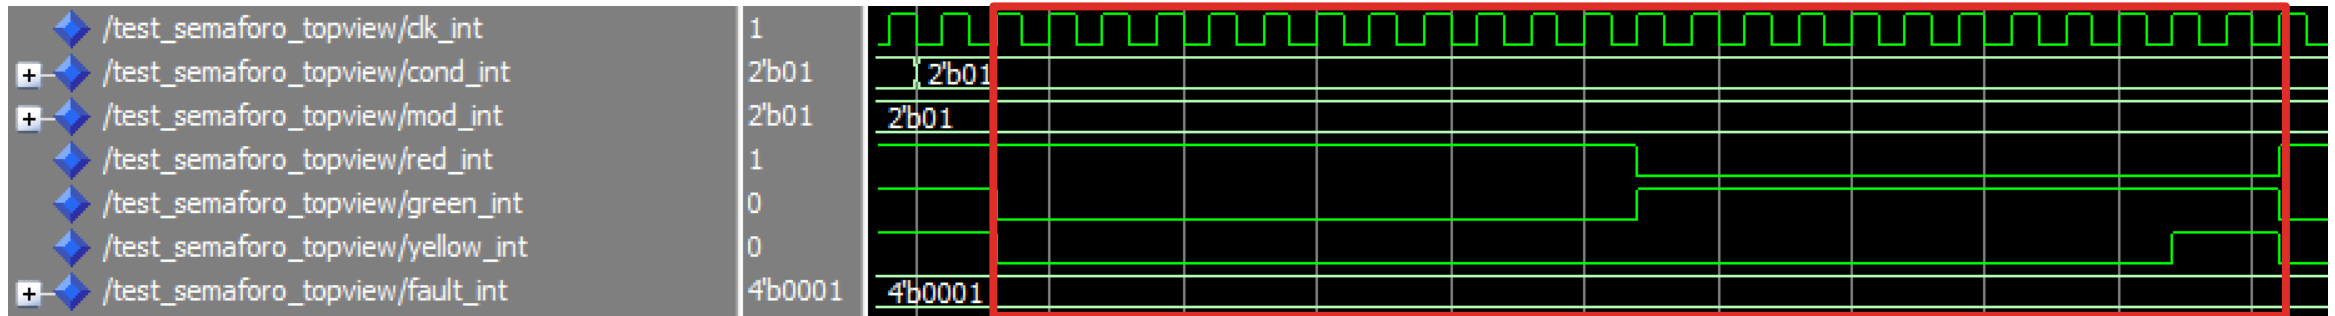 /test_semaforo_topview/clk_int 1
/test_semaforo_topview/cond_int 2'b01 2'b01
/test_semaforo_topview/mod_int 2'b01 2'b01
/test_semaforo_topview/red_int 1
/test_semaforo_topview/green_int 0
/test_semaforo_topview/yellow_int 0
/test_semaforo_topview/fault_int 4'b0001 4'b0001